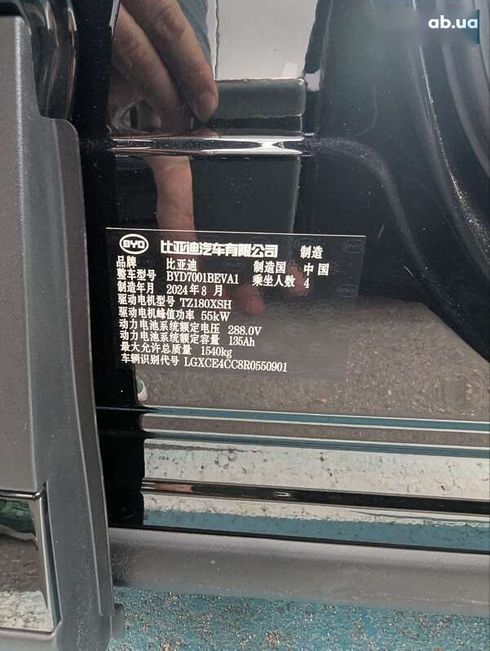 ab.ua
BYD 比亚迪汽车有限公司 制造
品牌 比亚迪 制造国 中国
整车型号 BYD7001BEVA1 乘坐人数 4
制造年月 2024年8月
驱动电机型号 TZ180XSH
驱动电机峰值功率 55kW
动力电池系统额定电压 288.0V
动力电池系统额定容量 135Ah
最大允许总质量 1540kg
车辆识别代号 LGXCE4CC8R0550901